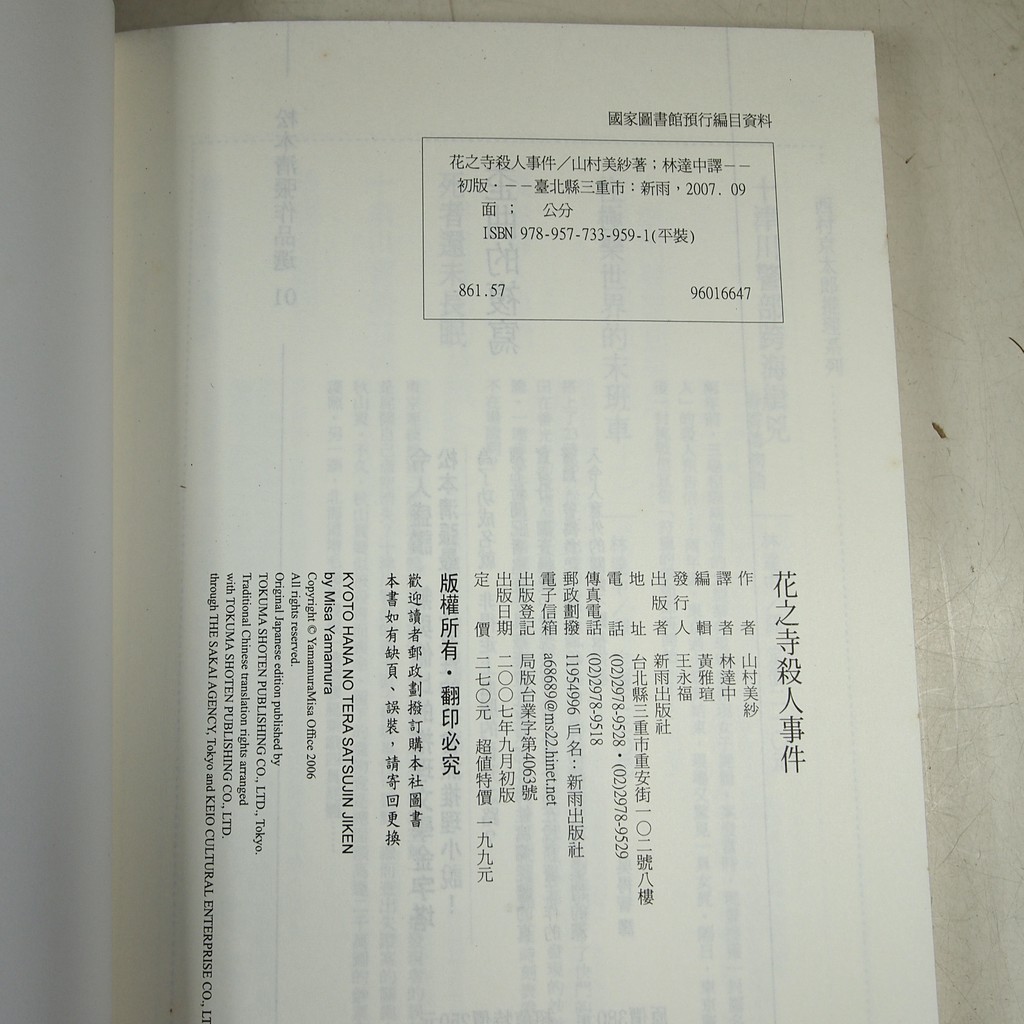 國家圖書館預行編目資料
花之寺殺人事件／山村美紗著；林達中譯－－
初版．－－臺北縣三重市：新雨，2007. 09
面； 公分
ISBN 978-957-733-959-1(平裝)
861.57 96016647
花之寺殺人事件
作者 山村美紗
譯者 林達中
編輯 黃雅瑄
發行人 王永福
出版者 新雨出版社
地址 台北縣三重市重安街一〇二號八樓
電話 (02)2978-9528・(02)2978-9529
傳真電話 (02)2978-9518
郵政劃撥 11954996 戶名：新雨出版社
電子信箱 a68689@ms22.hinet.net
出版登記 局版台業字第4063號
出版日期 二〇〇七年九月初版
定價 二七〇元 超值特價 一九九元
版權所有・翻印必究
歡迎讀者郵政劃撥訂購本社圖書
本書如有缺頁、誤裝，請寄回更換
KYOTO HANA NO TERA SATSUJIN JIKEN
by Misa Yamamura
Copyright © YamamuraMisa Office 2006
All rights reserved.
Original Japanese edition published by
TOKUMA SHOTEN PUBLISHING CO., LTD., Tokyo.
Traditional Chinese translation rights arranged
with TOKUMA SHOTEN PUBLISHING CO., LTD.
through THE SAKAI AGENCY, Tokyo and KEIO CULTURAL ENTERPRISE CO.,